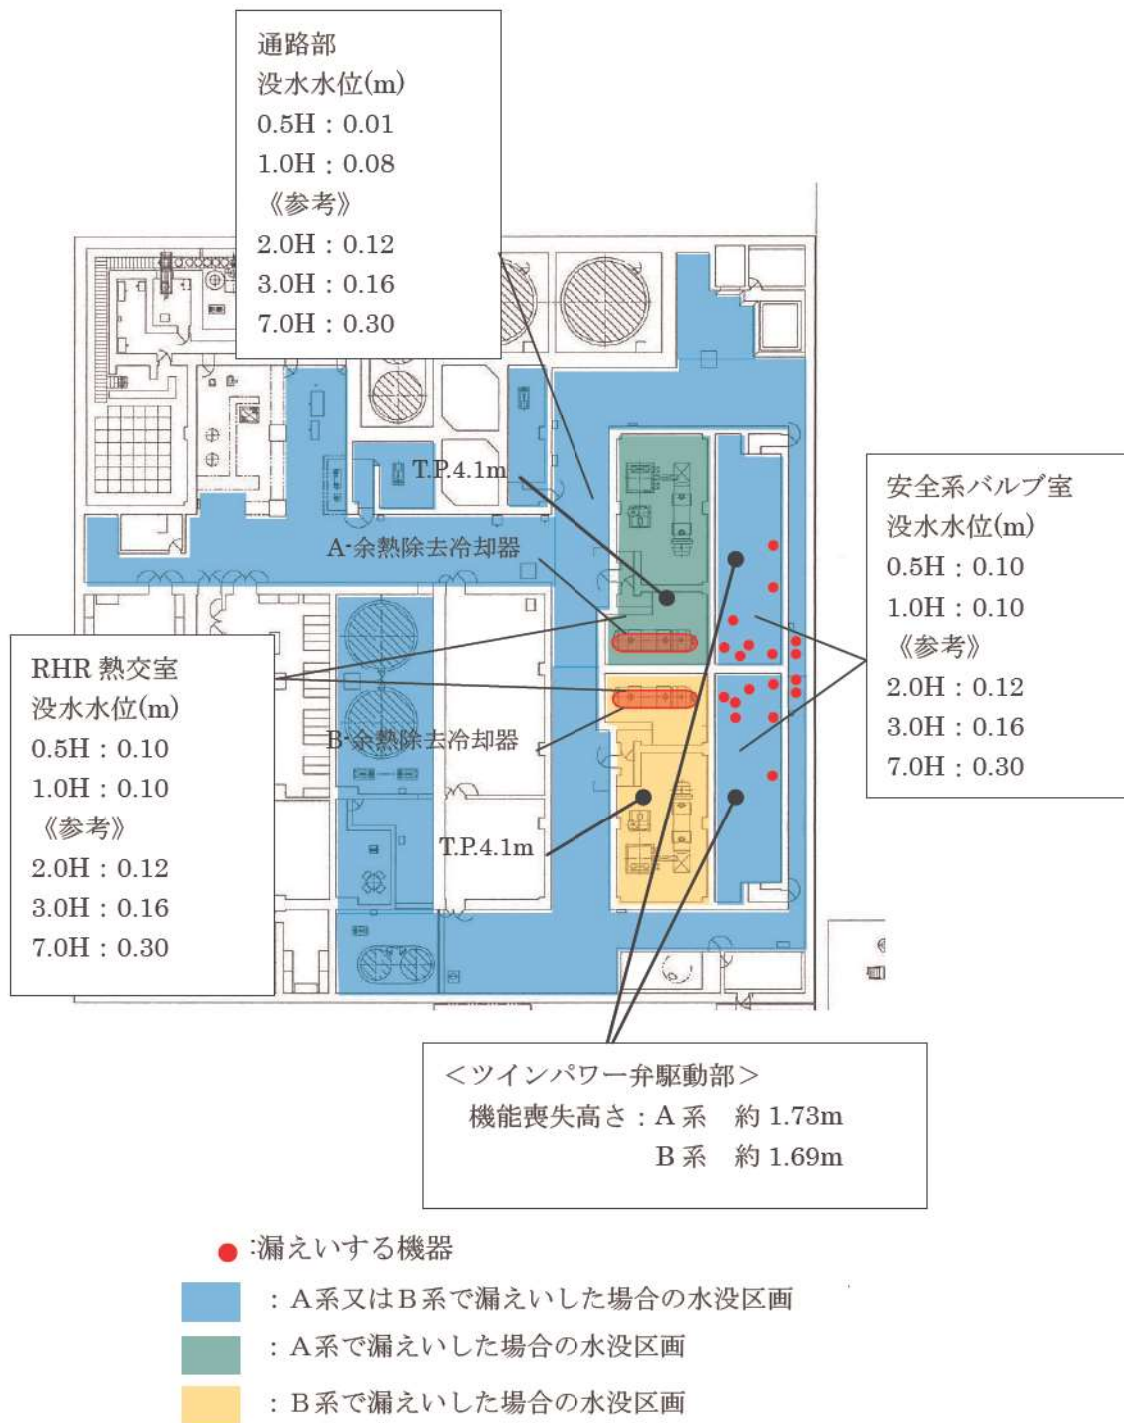 通路部
没水水位(m)
0.5H：0.01
1.0H：0.08
《参考》
2.0H：0.12
3.0H：0.16
7.0H：0.30
T.P.4.1m
A-余熱除去冷却器
安全系バルブ室
没水水位(m)
0.5H：0.10
1.0H：0.10
《参考》
2.0H：0.12
3.0H：0.16
7.0H：0.30
RHR 熱交室
没水水位(m)
0.5H：0.10
1.0H：0.10
《参考》
2.0H：0.12
3.0H：0.16
7.0H：0.30
B-余熱除去冷却器
T.P.4.1m
＜ツインパワー弁駆動部＞
機能喪失高さ：A 系　約 1.73m
B 系　約 1.69m
:漏えいする機器
：A系又はB系で漏えいした場合の水没区画
：A系で漏えいした場合の水没区画
：B系で漏えいした場合の水没区画